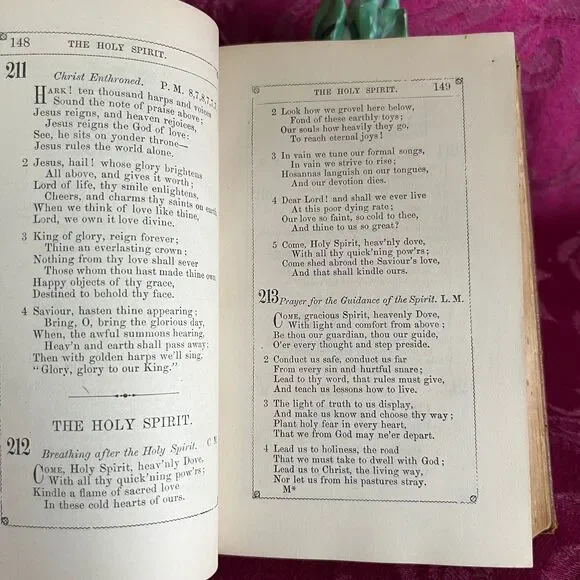 148 THE HOLY SPIRIT.
211 Christ Enthroned. P. M. 8,7,8,7,7,7
HARK! ten thousand harps and voices
Sound the note of praise above;
Jesus reigns, and heaven rejoices,
Jesus reigns the God of love:
See, he sits on yonder throne—
Jesus rules the world alone.
2 Jesus, hail! whose glory brightens
All above, and gives it worth;
Lord of life, thy smile enlightens,
Cheers, and charms thy saints on earth
When we think of love like thine,
Lord, we own it love divine.
3 King of glory, reign forever;
Thine an everlasting crown;
Nothing from thy love shall sever
Those whom thou hast made thine own
Happy objects of thy grace,
Destined to behold thy face.
4 Saviour, hasten thine appearing;
Bring, O, bring the glorious day,
When, the awful summons hearing,
Heav'n and earth shall pass away;
Then with golden harps we'll sing,
"Glory, glory to our King."
THE HOLY SPIRIT.
212 Breathing after the Holy Spirit. C M
COME, Holy Spirit, heav'nly Dove,
With all thy quick'ning pow'rs;
Kindle a flame of sacred love
In these cold hearts of ours.
THE HOLY SPIRIT. 149
2 Look how we grovel here below,
Fond of these earthly toys;
Our souls how heavily they go,
To reach eternal joys!
3 In vain we tune our formal songs,
In vain we strive to rise;
Hosannas languish on our tongues,
And our devotion dies.
4 Dear Lord! and shall we ever live
At this poor dying rate;
Our love so faint, so cold to thee,
And thine to us so great?
5 Come, Holy Spirit, heav'nly dove,
With all thy quick'ning pow'rs;
Come shed abroad the Saviour's love,
And that shall kindle ours.
213 Prayer for the Guidance of the Spirit. L. M.
COME, gracious Spirit, heavenly Dove,
With light and comfort from above;
Be thou our guardian, thou our guide,
O'er every thought and step preside.
2 Conduct us safe, conduct us far
From every sin and hurtful snare;
Lead to thy word, that rules must give,
And teach us lessons how to live.
3 The light of truth to us display,
And make us know and choose thy way;
Plant holy fear in every heart,
That we from God may ne'er depart.
4 Lead us to holiness, the road
That we must take to dwell with God;
Lead us to Christ, the living way,
Nor let us from his pastures stray.
M*